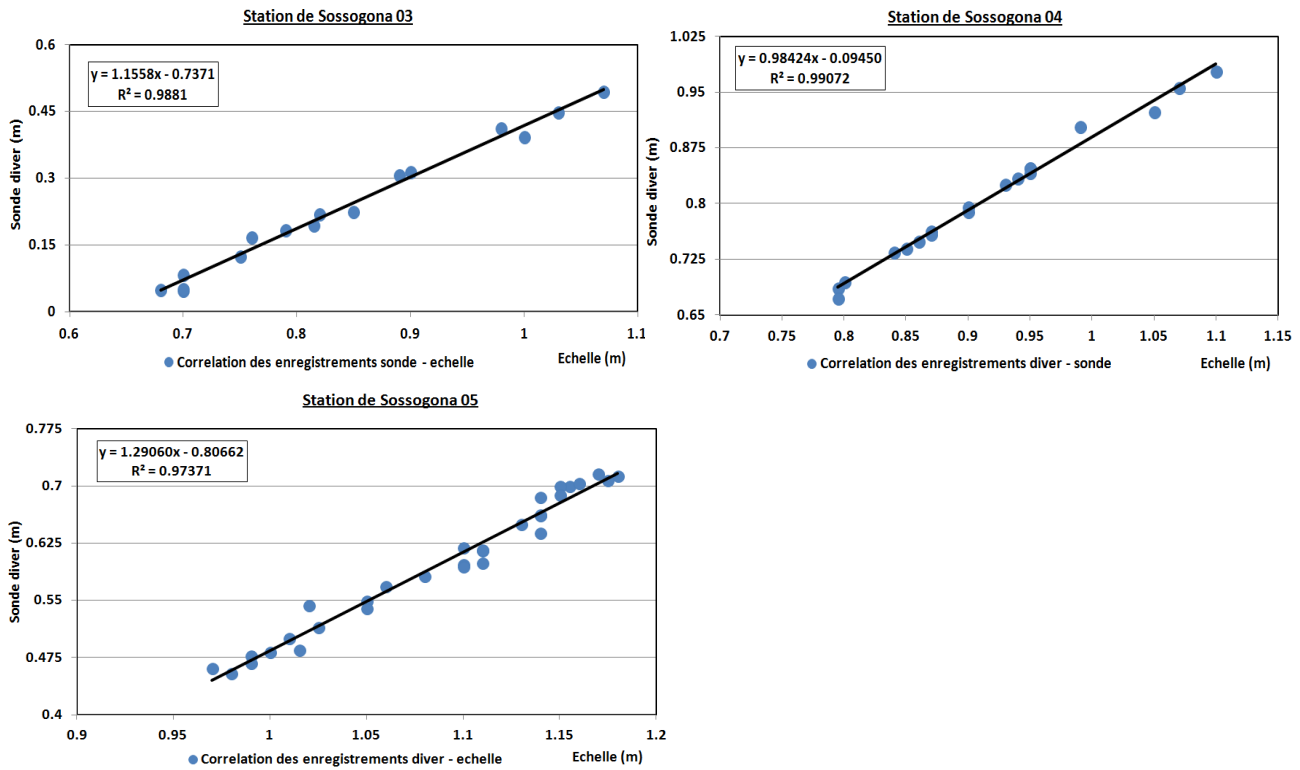 Station de Sossogona 03
0.6
0.45
0.3
0.15
0
Sonde diver (m)
y = 1.1558x - 0.7371
R² = 0.9881
0.6 0.7 0.8 0.9 1 1.1
Correlation des enregistrements sonde - echelle
Echelle (m)
Station de Sossogona 04
1.025
0.95
0.875
0.8
0.725
0.65
Sonde diver (m)
y = 0.98424x - 0.09450
R² = 0.99072
0.7 0.75 0.8 0.85 0.9 0.95 1 1.05 1.1 1.15
Correlation des enregistrements diver - sonde
Echelle (m)
Station de Sossogona 05
0.775
0.7
0.625
0.55
0.475
0.4
Sonde diver (m)
y = 1.29060x - 0.80662
R² = 0.97371
0.9 0.95 1 1.05 1.1 1.15 1.2
Correlation des enregistrements diver - echelle
Echelle (m)